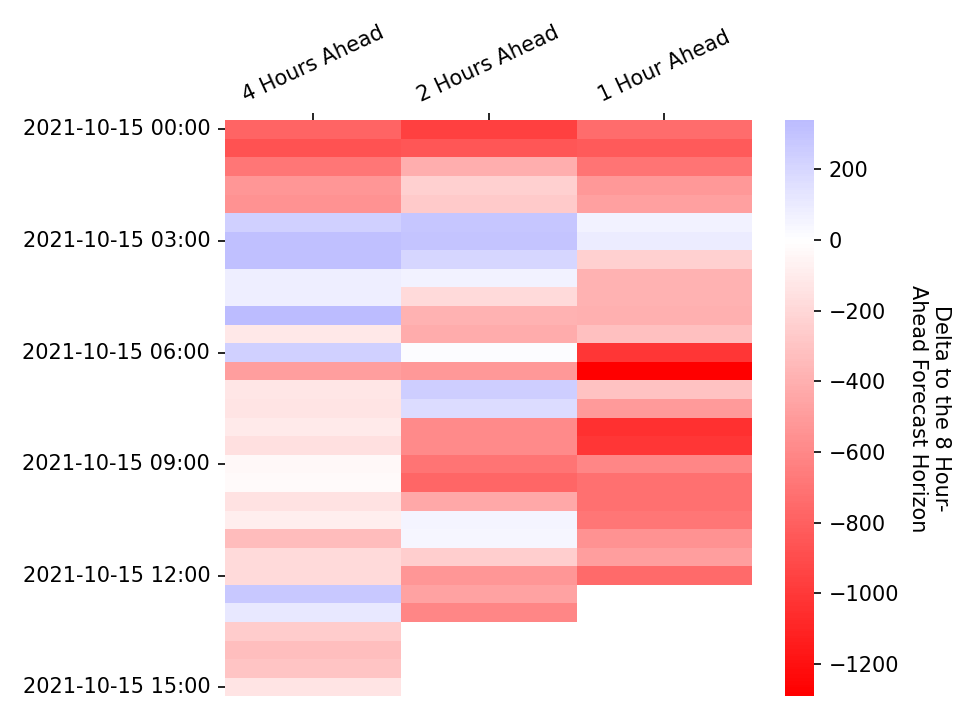 4 Hours Ahead
2 Hours Ahead
1 Hour Ahead
2021-10-15 00:00
2021-10-15 03:00
2021-10-15 06:00
2021-10-15 09:00
2021-10-15 12:00
2021-10-15 15:00
200
0
−200
−400
−600
−800
−1000
−1200
Delta to the 8 Hour-
Ahead Forecast Horizon